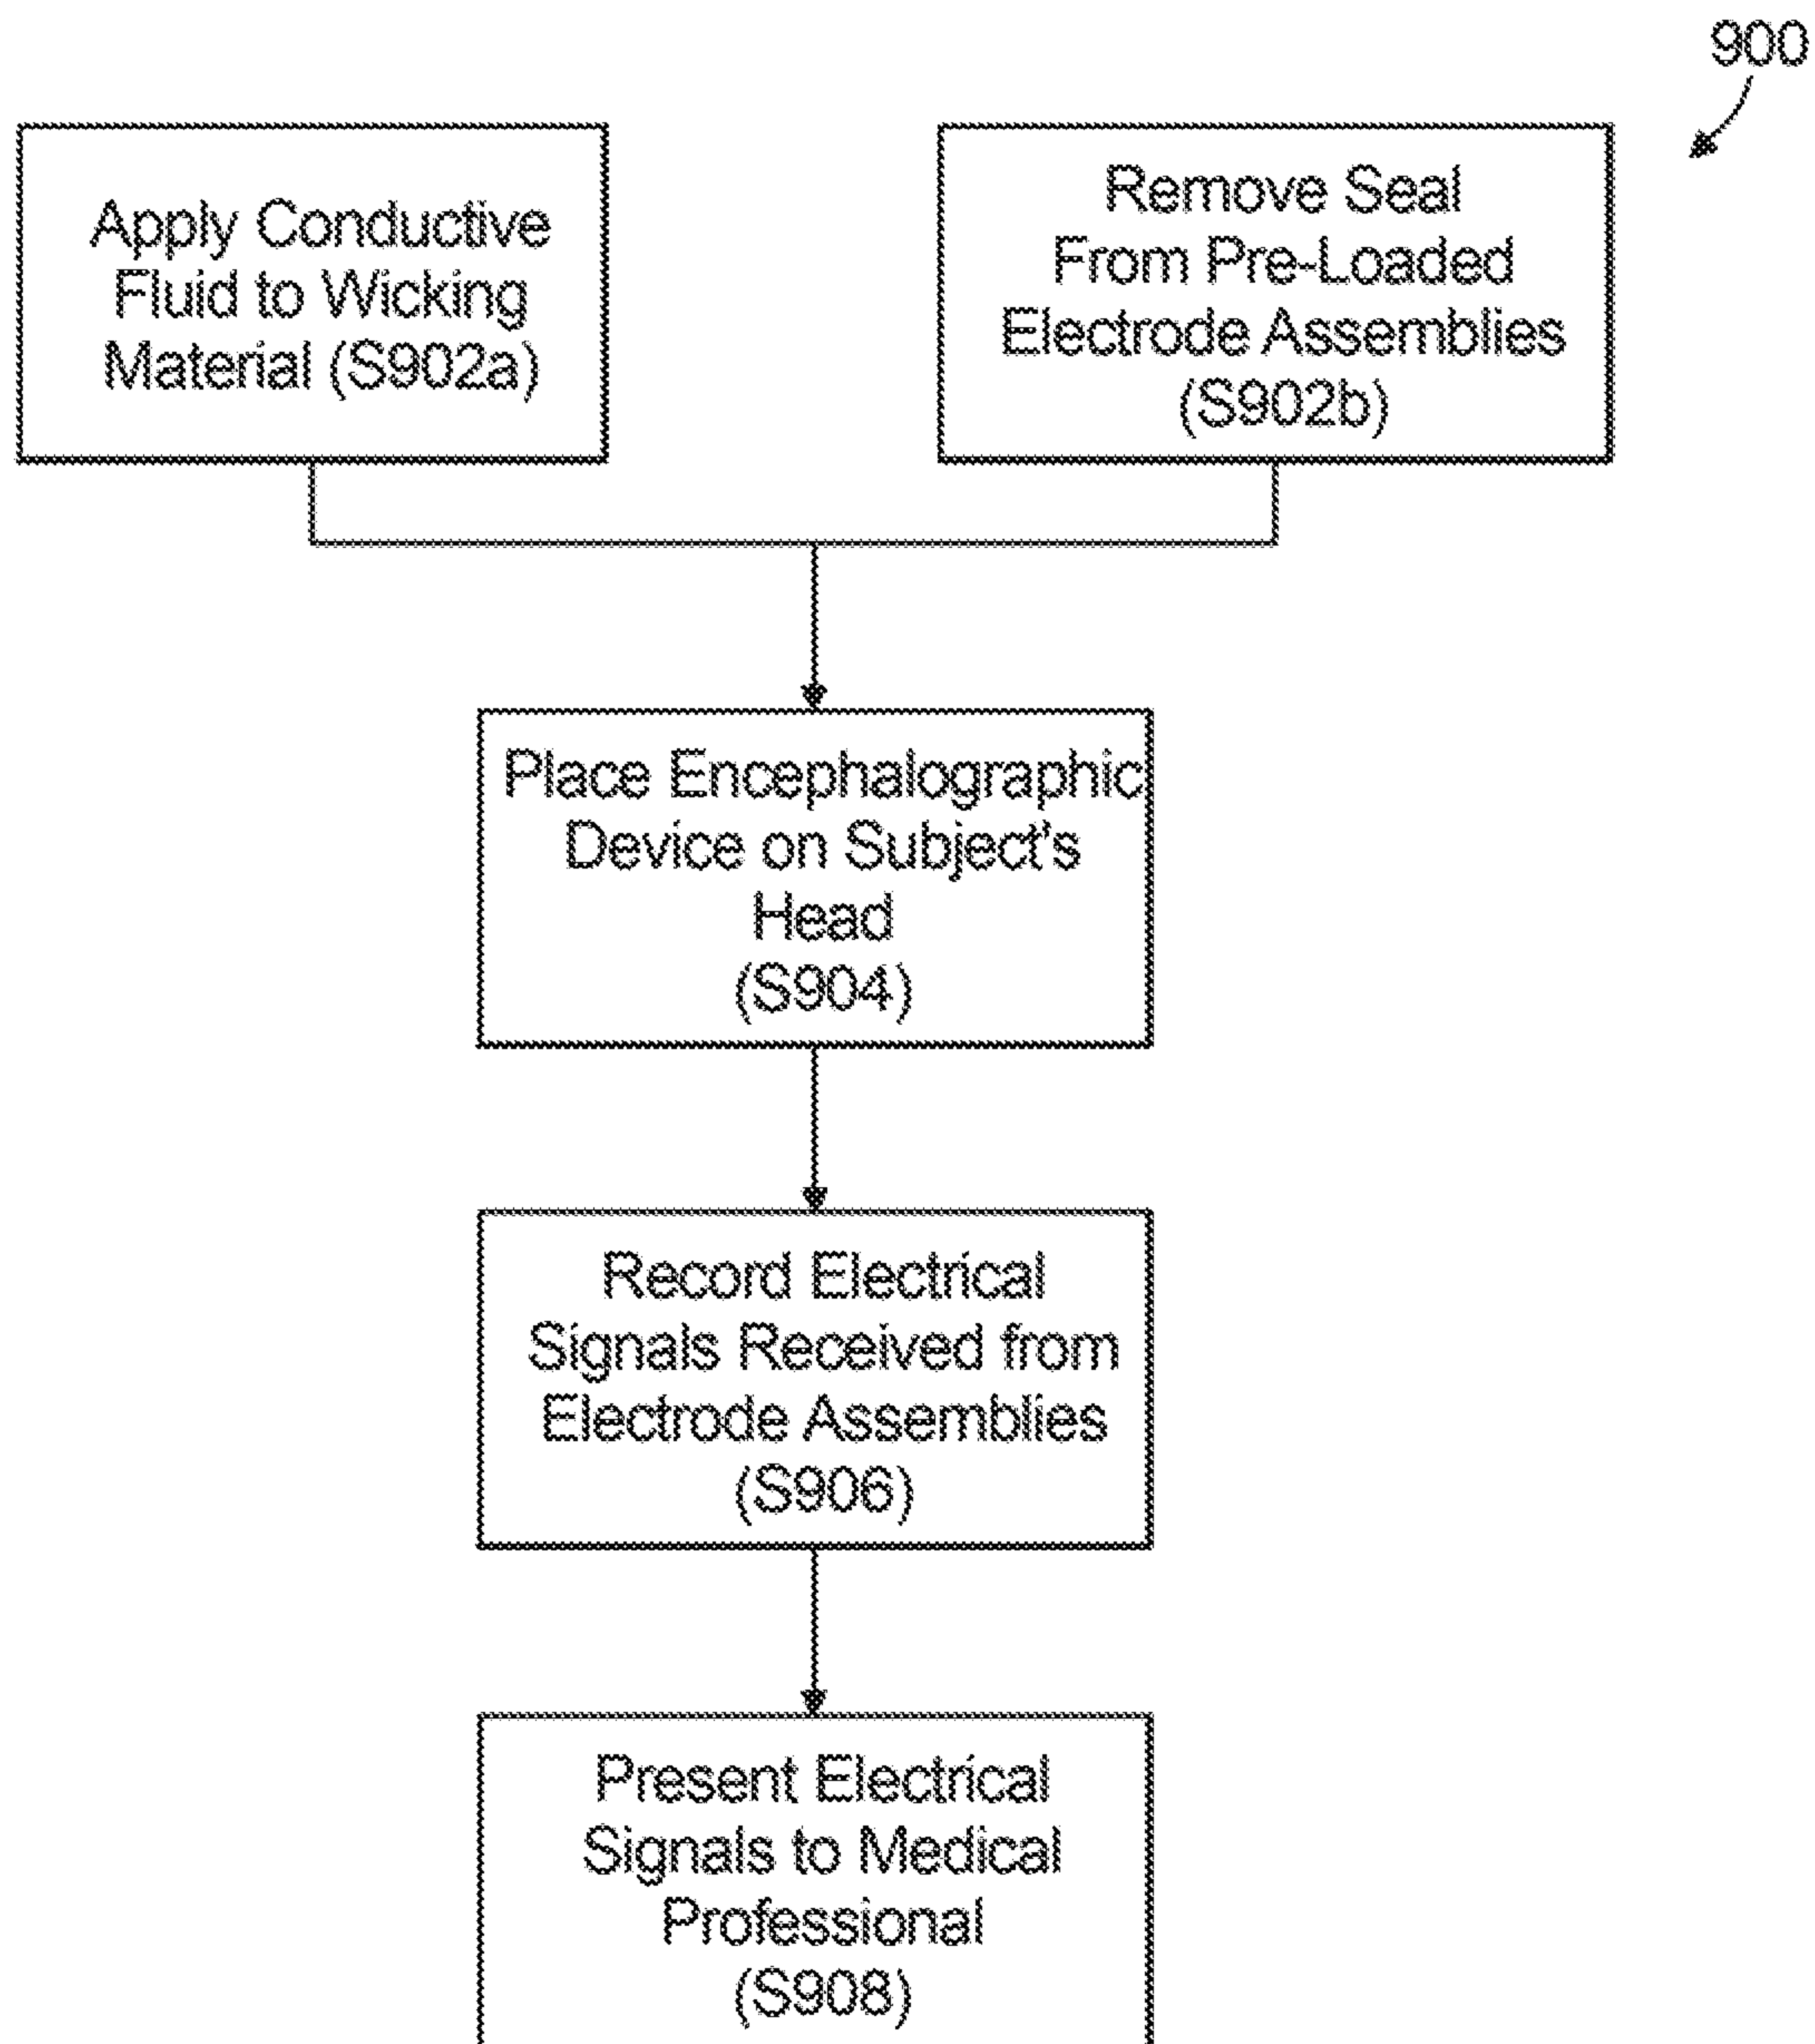 900
Apply Conductive
Fluid to Wicking
Material (S902a)
Remove Seal
From Pre-Loaded
Electrode Assemblies
(S902b)
Place Encephalographic
Device on Subject's
Head
(S904)
Record Electrical
Signals Received from
Electrode Assemblies
(S906)
Present Electrical
Signals to Medical
Professional
(S908)